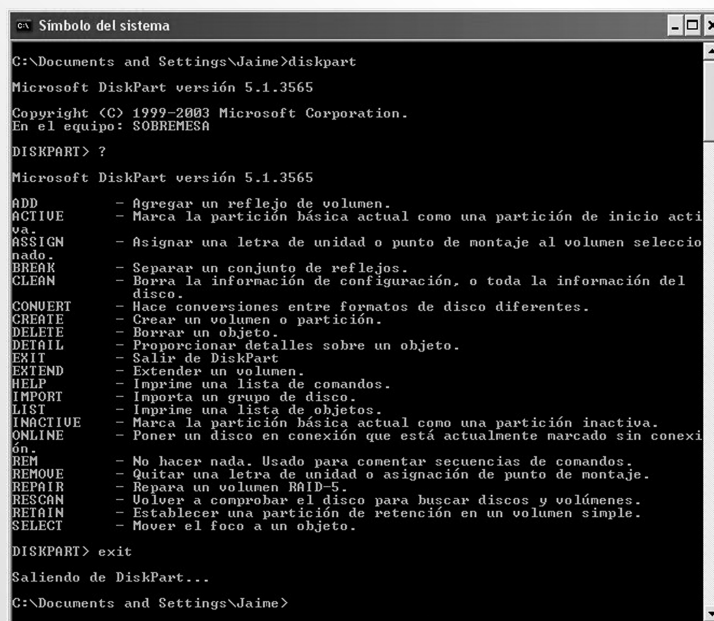 Símbolo del sistema
C:\Documents and Settings\Jaime>diskpart
Microsoft DiskPart versión 5.1.3565
Copyright (C) 1999-2003 Microsoft Corporation.
En el equipo: SOBREMESA
DISKPART> ?
Microsoft DiskPart versión 5.1.3565
ADD - Agregar un reflejo de volumen.
ACTIVE - Marca la partición básica actual como una partición de inicio acti
va.
ASSIGN - Asignar una letra de unidad o punto de montaje al volumen seleccio
nado.
BREAK - Separar un conjunto de reflejos.
CLEAN - Borra la información de configuración, o toda la información del
disco.
CONVERT - Hace conversiones entre formatos de disco diferentes.
CREATE - Crear un volumen o partición.
DELETE - Borrar un objeto.
DETAIL - Proporcionar detalles sobre un objeto.
EXIT - Salir de DiskPart
EXTEND - Extender un volumen.
HELP - Imprime una lista de comandos.
IMPORT - Importa un grupo de disco.
LIST - Imprime una lista de objetos.
INACTIVE - Marca la partición básica actual como una partición inactiva.
ONLINE - Poner un disco en conexión que está actualmente marcado sin conexi
ón.
REM - No hacer nada. Usado para comentar secuencias de comandos.
REMOVE - Quitar una letra de unidad o asignación de punto de montaje.
REPAIR - Repara un volumen RAID-5.
RESCAN - Volver a comprobar el disco para buscar discos y volúmenes.
RETAIN - Establecer una partición de retención en un volumen simple.
SELECT - Mover el foco a un objeto.
DISKPART> exit
Saliendo de DiskPart...
C:\Documents and Settings\Jaime>